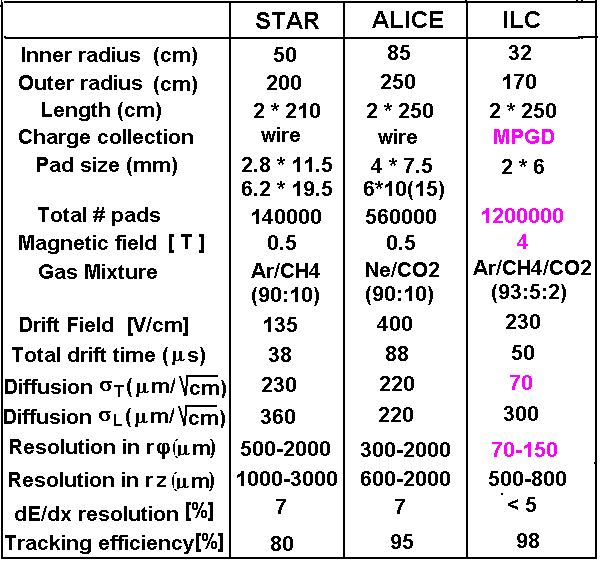 STAR ALICE ILC
Inner radius (cm) 50 85 32
Outer radius (cm) 200 250 170
Length (cm) 2 * 210 2 * 250 2 * 250
Charge collection wire wire MPGD
Pad size (mm) 2.8 * 11.5 4 * 7.5 2 * 6
6.2 * 19.5 6*10(15)
Total # pads 140000 560000 1200000
Magnetic field [ T ] 0.5 0.5 4
Gas Mixture Ar/CH4 Ne/CO2 Ar/CH4/CO2
(90:10) (90:10) (93:5:2)
Drift Field [V/cm] 135 400 230
Total drift time (μs) 38 88 50
Diffusion σT(μm/√cm) 230 220 70
Diffusion σL(μm/√cm) 360 220 300
Resolution in rφ(μm) 500-2000 300-2000 70-150
Resolution in rz(μm) 1000-3000 600-2000 500-800
dE/dx resolution [%] 7 7 < 5
Tracking efficiency[%] 80 95 98